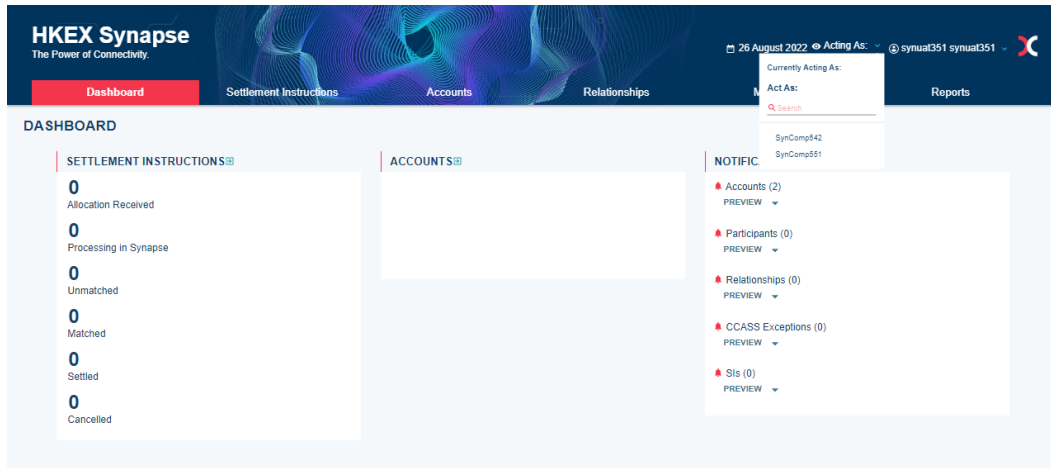 HKEX Synapse
The Power of Connectivity.
26 August 2022 Acting As: synuat351 synuat351
Currently Acting As:
Act As:
Search
SynComp542
SynComp551
Dashboard Settlement Instructions Accounts Relationships M Reports
DASHBOARD
SETTLEMENT INSTRUCTIONS
0
Allocation Received
0
Processing in Synapse
0
Unmatched
0
Matched
0
Settled
0
Cancelled
ACCOUNTS
NOTIFIC
Accounts (2)
PREVIEW
Participants (0)
PREVIEW
Relationships (0)
PREVIEW
CCASS Exceptions (0)
PREVIEW
SIs (0)
PREVIEW